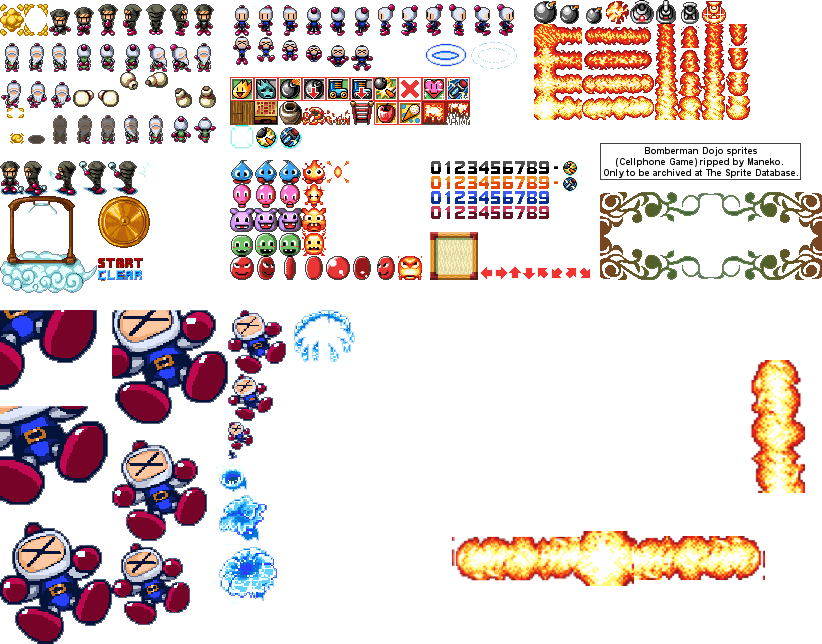 Bomberman Dojo sprites
(Cellphone Game) ripped by Maneko.
Only to be archived at The Sprite Database.
0123456789-
0123456789-
0123456789
0123456789
START
CLEAR